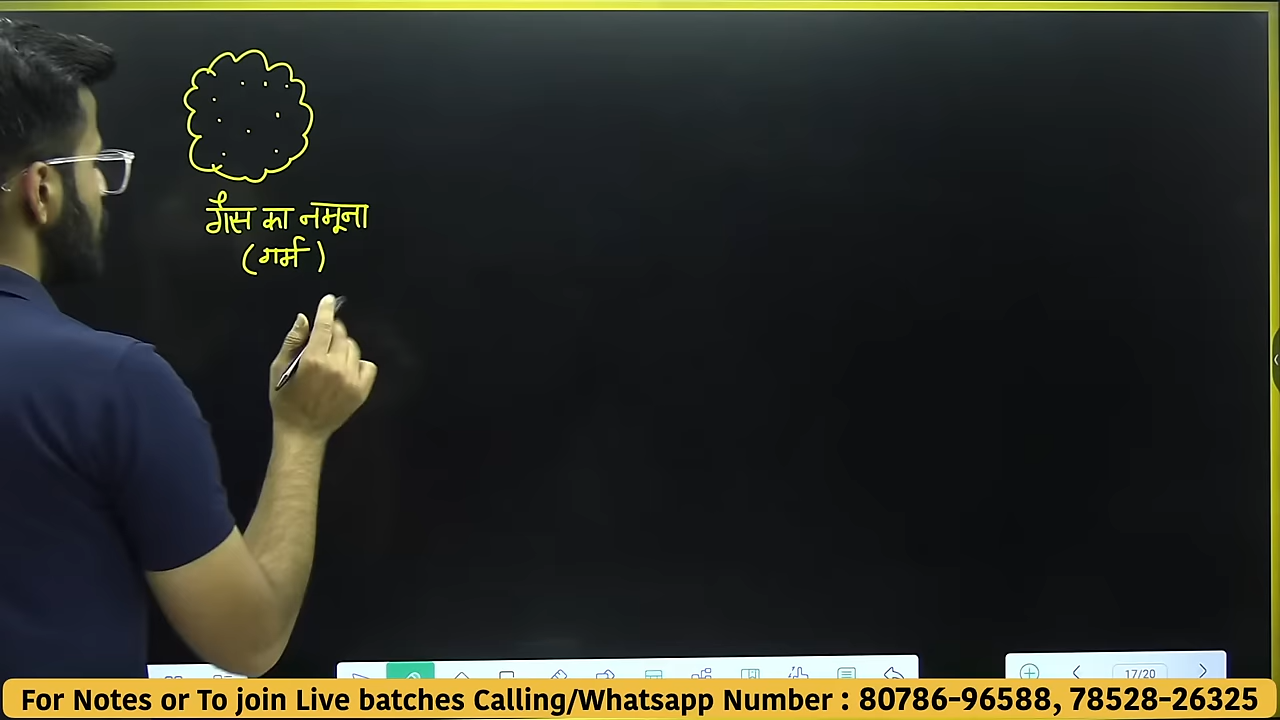 गैस का नमूना
(गर्म)
17/20
For Notes or To join Live batches Calling/Whatsapp Number : 80786-96588, 78528-26325